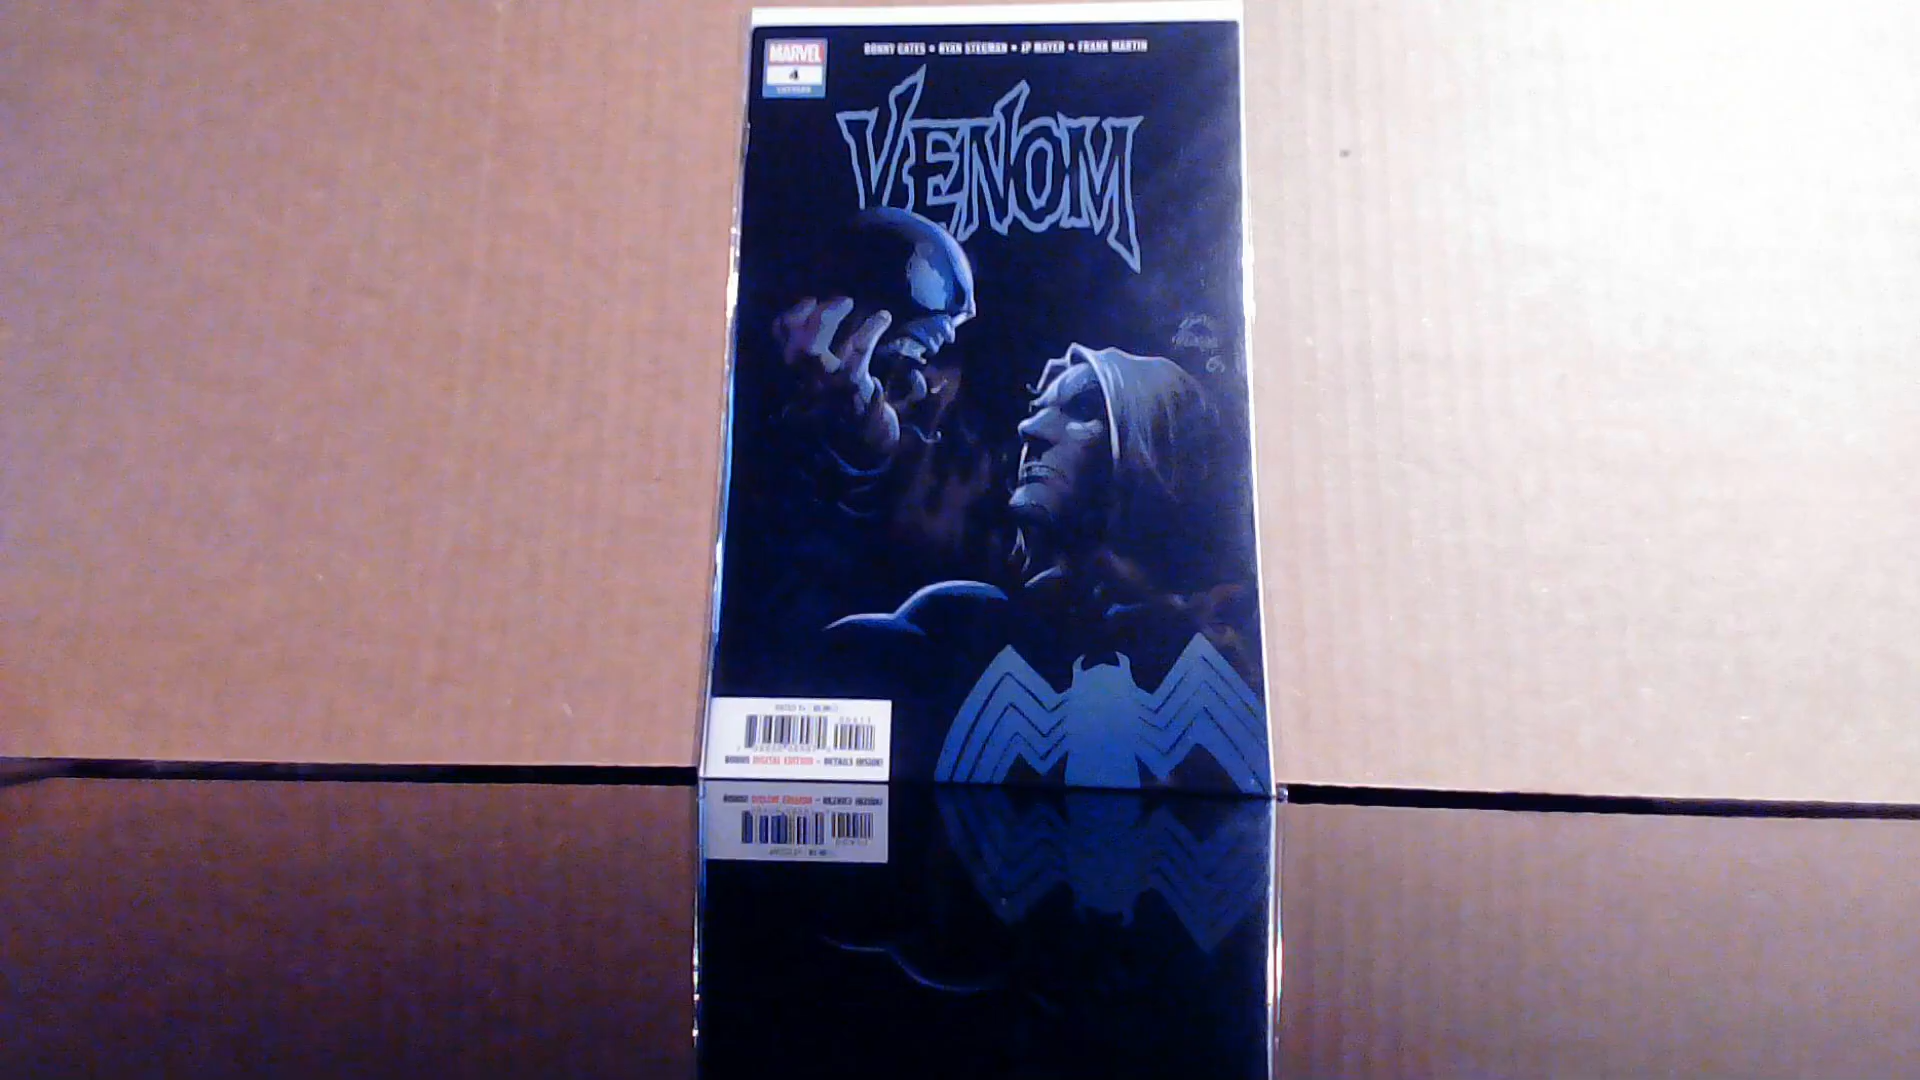 DONNY CATES • RYAN STEGMAN • JP MAYER • FRANK MARTIN
MARVEL
4
VENOM
BONUS DIGITAL EDITION – DETAILS INSIDE!